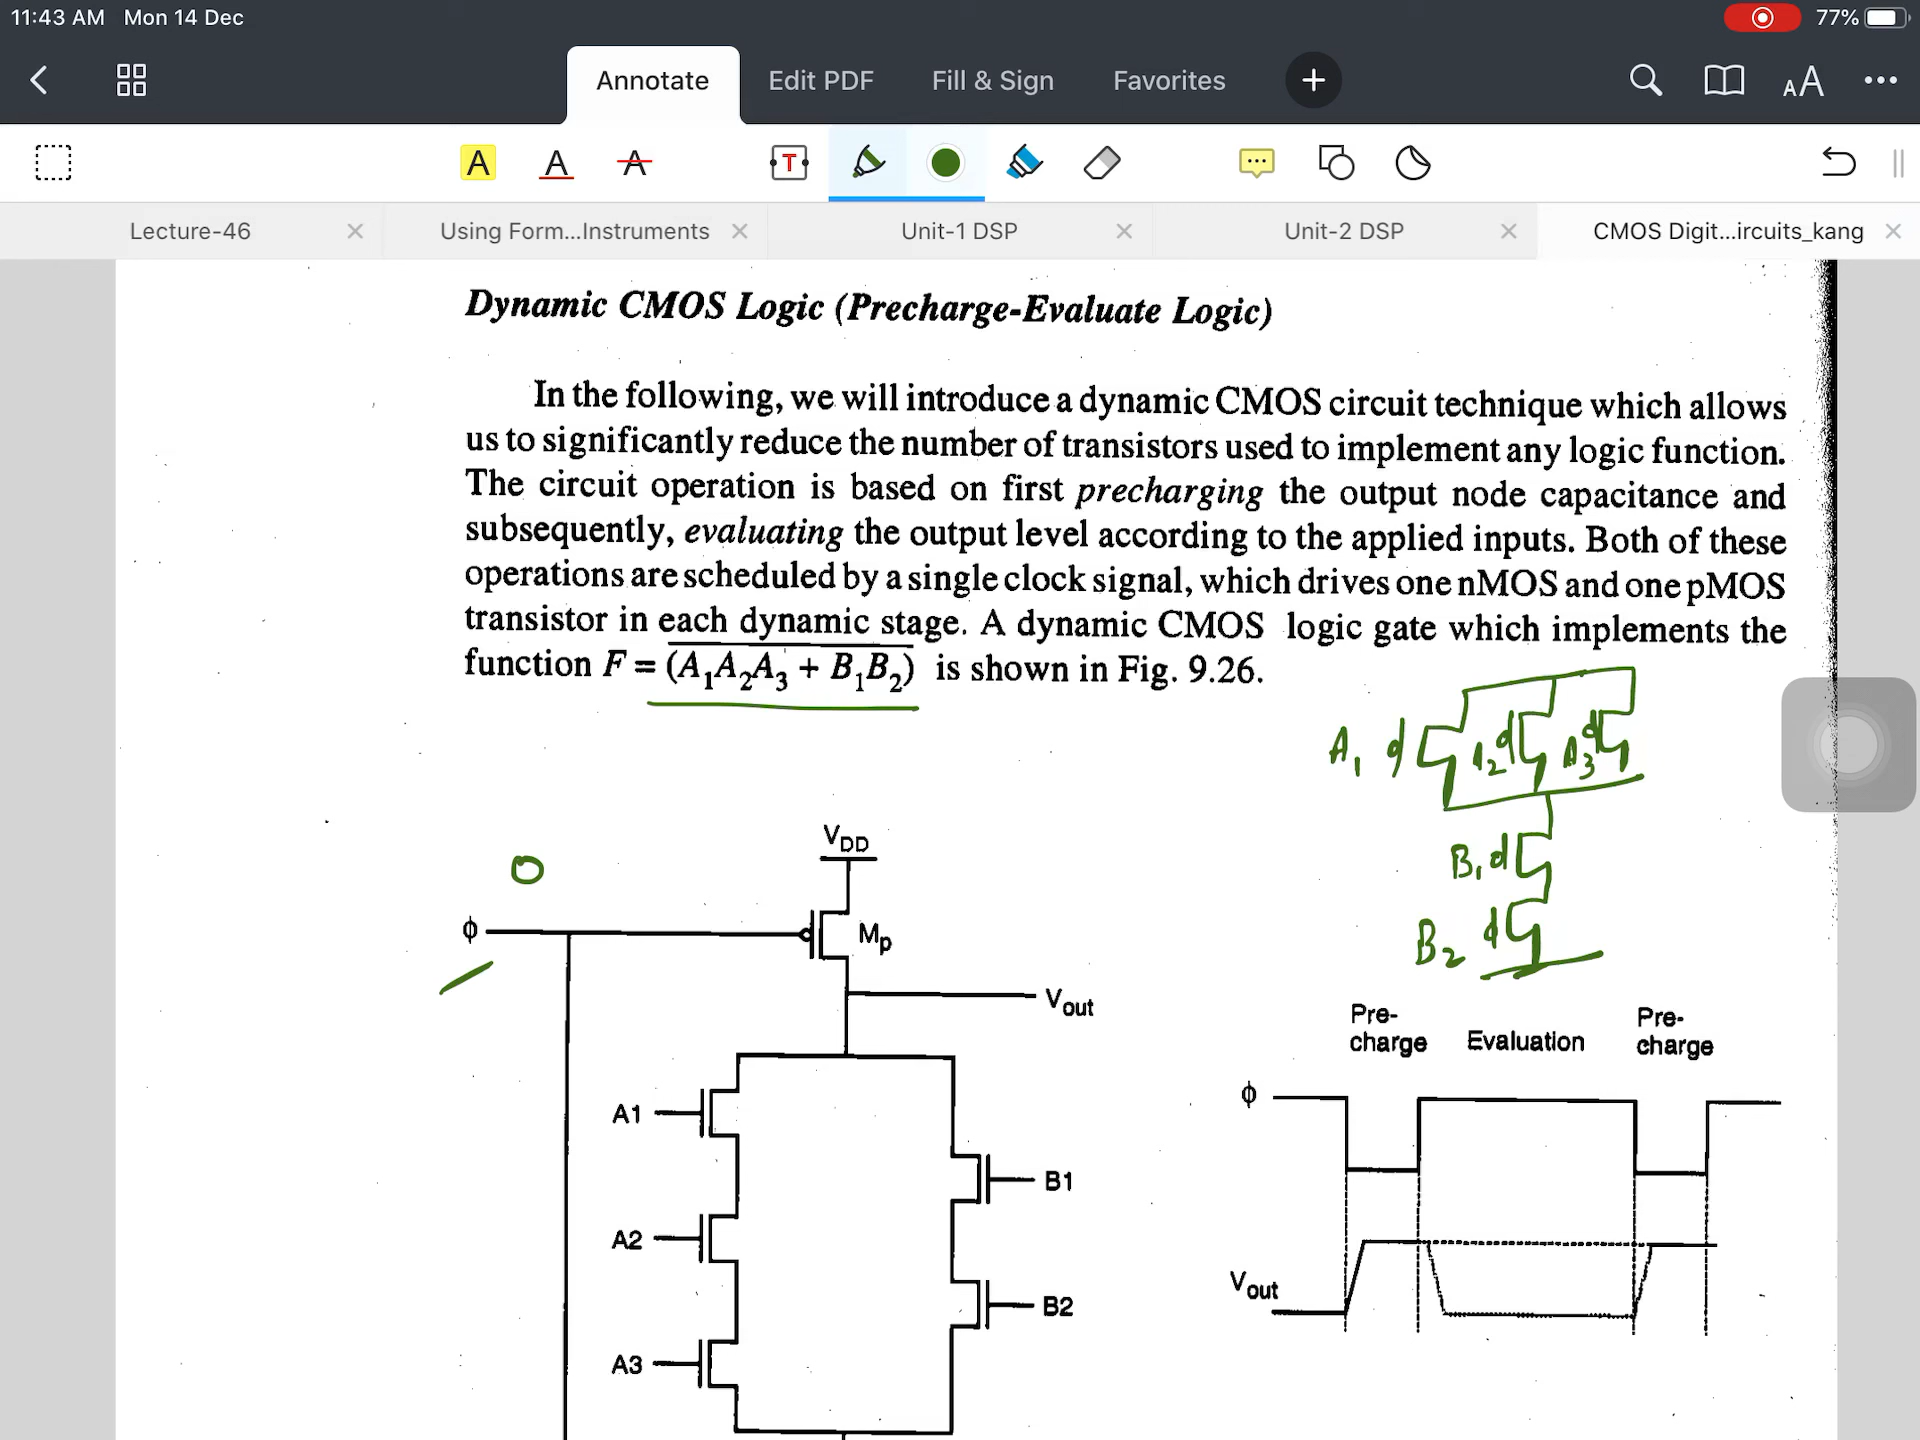 11:43 AM Mon 14 Dec
77%
Annotate Edit PDF Fill & Sign Favorites
AA
A A A T
Lecture-46 Using Form...Instruments Unit-1 DSP Unit-2 DSP CMOS Digit...ircuits_kang
Dynamic CMOS Logic (Precharge-Evaluate Logic)
In the following, we will introduce a dynamic CMOS circuit technique which allows
us to significantly reduce the number of transistors used to implement any logic function.
The circuit operation is based on first precharging the output node capacitance and
subsequently, evaluating the output level according to the applied inputs. Both of these
operations are scheduled by a single clock signal, which drives one nMOS and one pMOS
transistor in each dynamic stage. A dynamic CMOS logic gate which implements the
function F = (A₁A₂A₃ + B₁B₂) is shown in Fig. 9.26.
A₁ A₂ A₃
B₁
B₂
VDD
0
ϕ
Mp
Vout
A1
A2
A3
B1
B2
Pre-
charge
Evaluation
Pre-
charge
ϕ
Vout